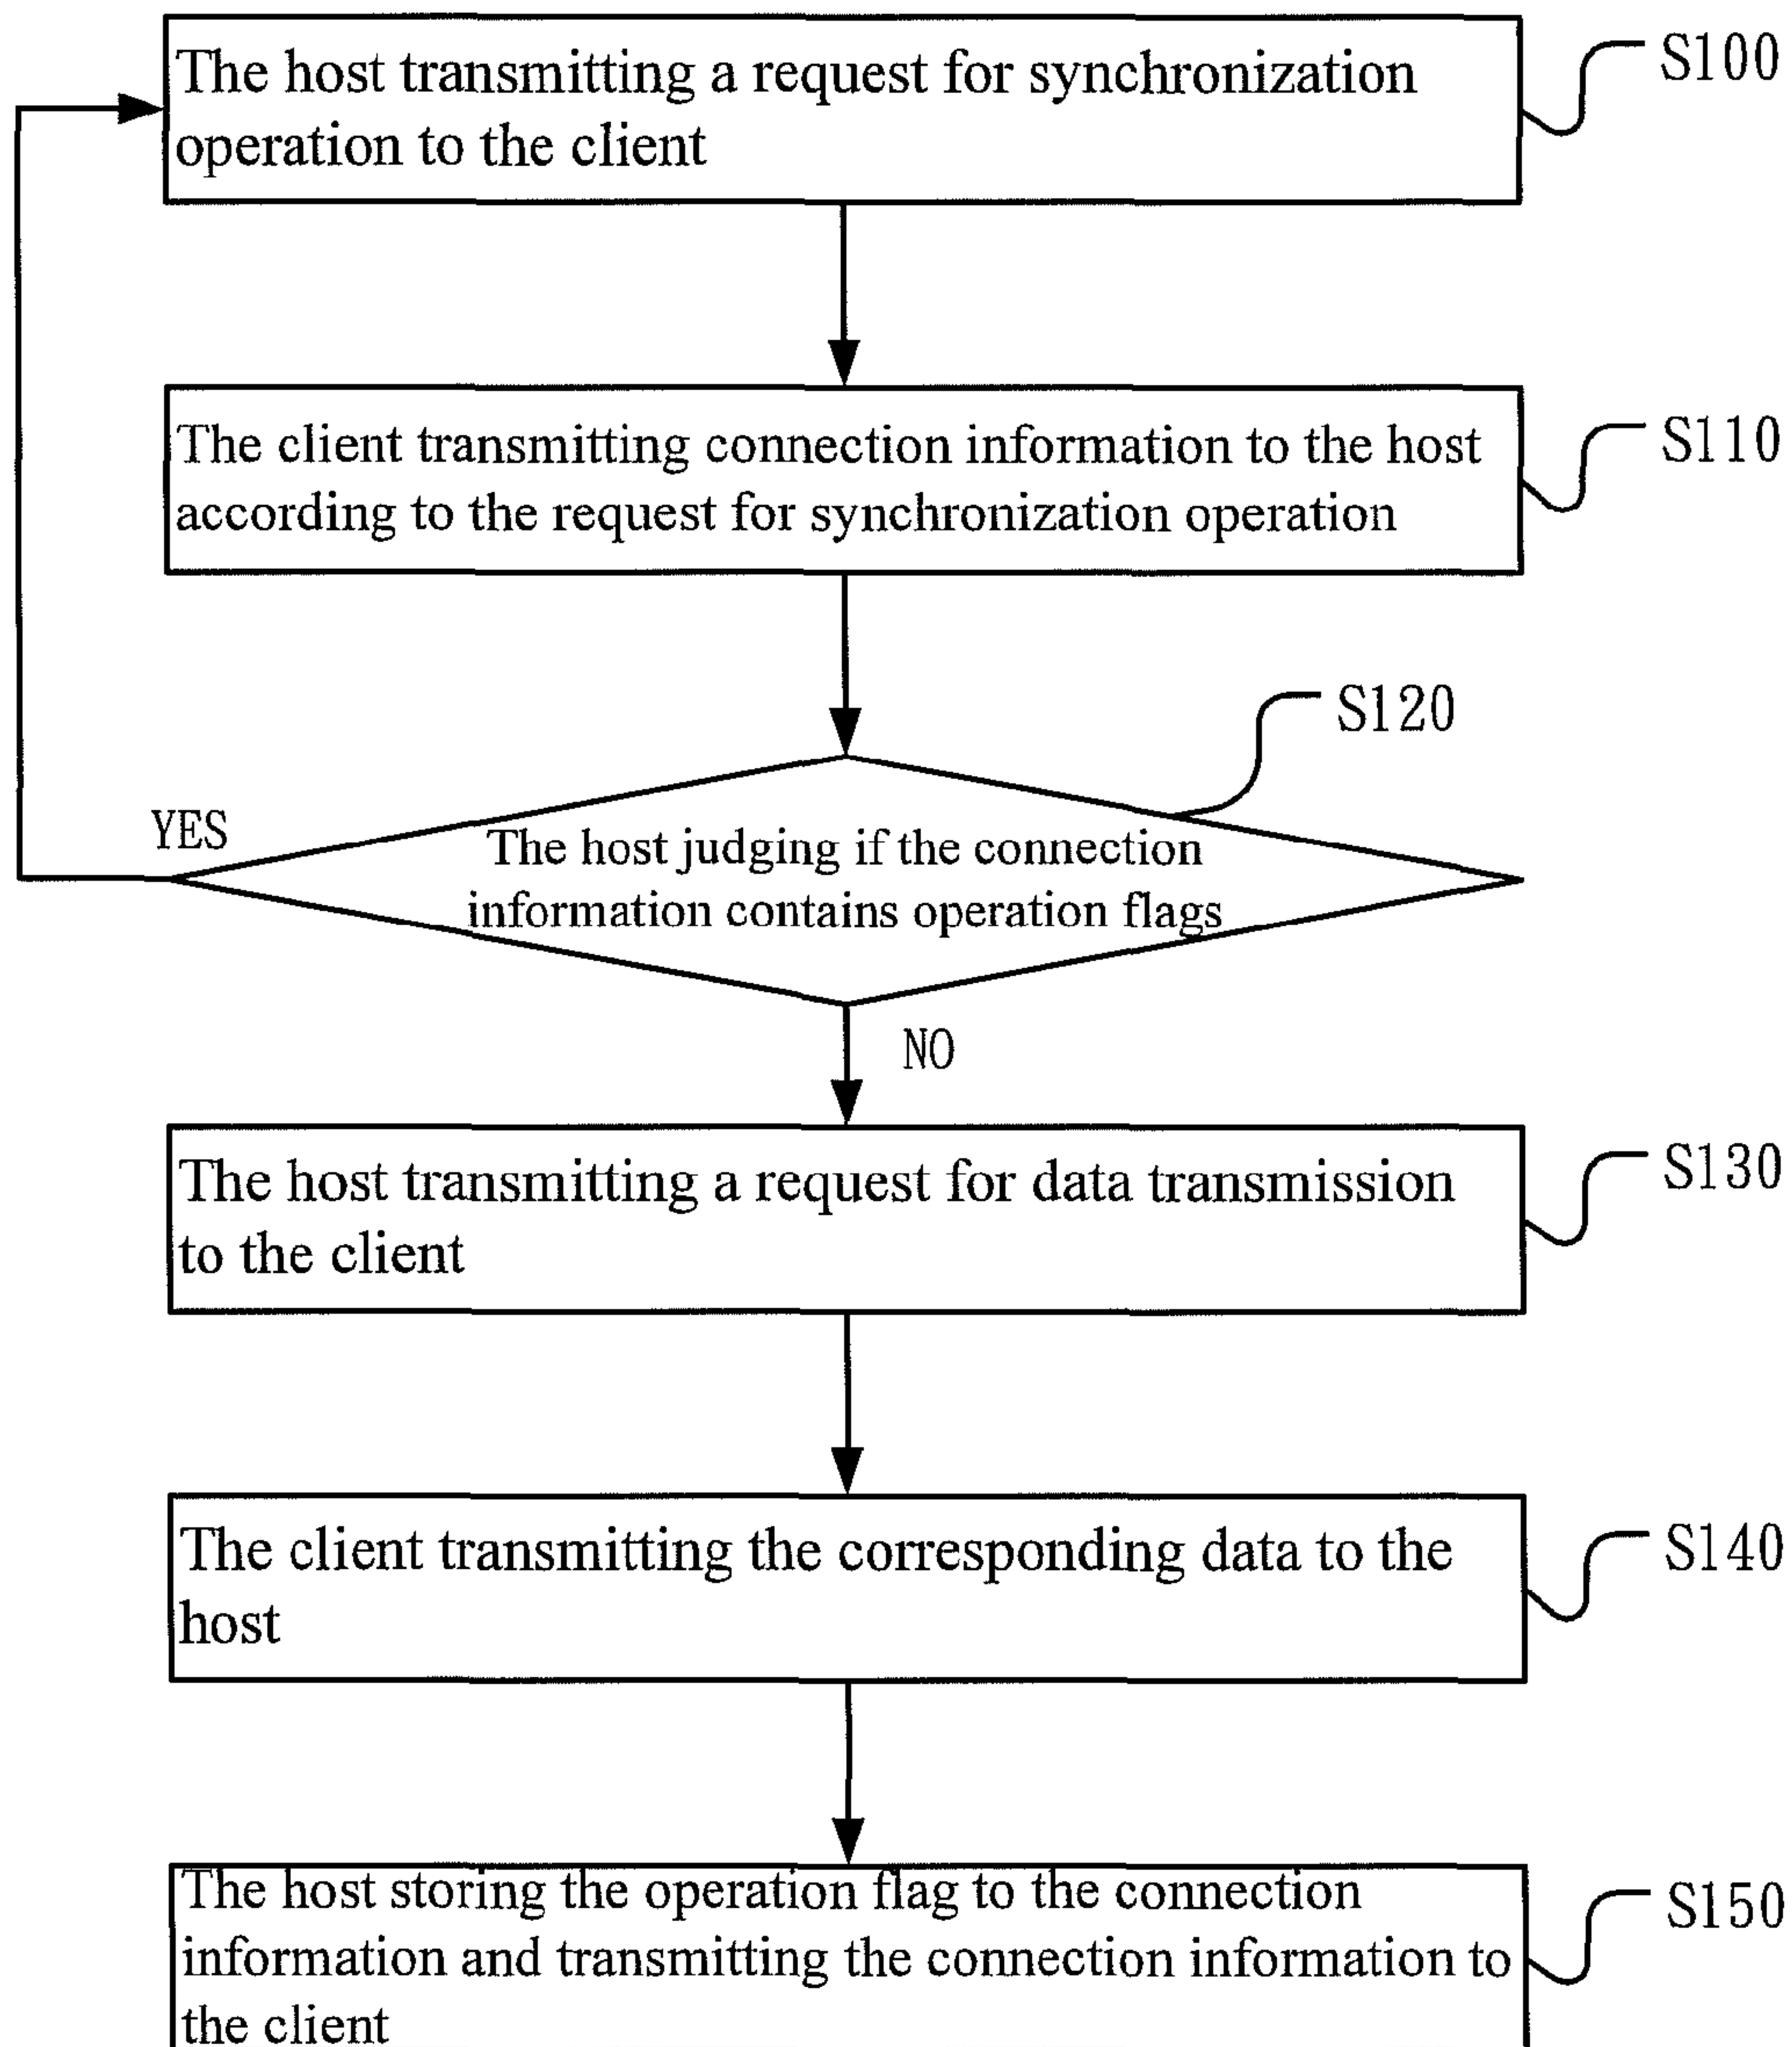 The host transmitting a request for synchronization
operation to the client
S100
The client transmitting connection information to the host
according to the request for synchronization operation
S110
S120
YES
The host judging if the connection
information contains operation flags
NO
The host transmitting a request for data transmission
to the client
S130
The client transmitting the corresponding data to the
host
S140
The host storing the operation flag to the connection
information and transmitting the connection information to
the client
S150